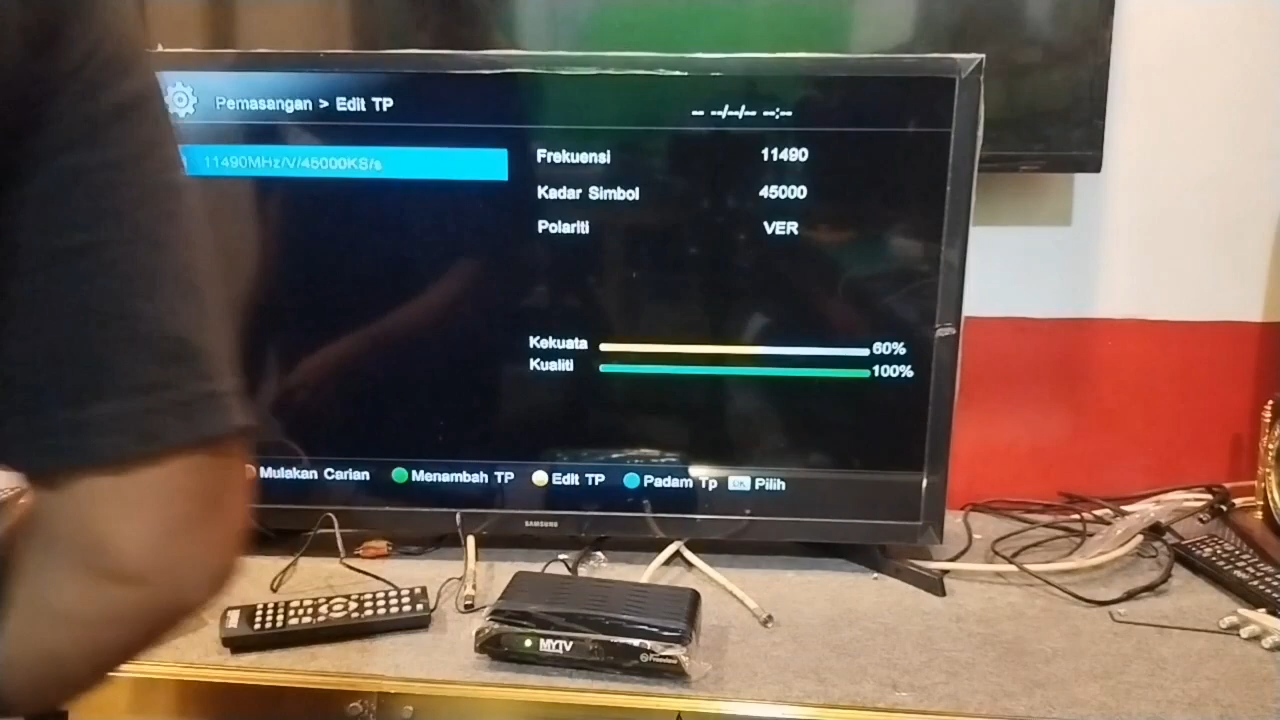 Pemasangan > Edit TP
-- --/--/-- --:--
11490MHz/V/45000KS/s
Frekuensi 11490
Kadar Simbol 45000
Polariti VER
Kekuata 60%
Kualiti 100%
Mulakan Carian Menambah TP Edit TP Padam Tp OK Pilih
SAMSUNG
MYTV